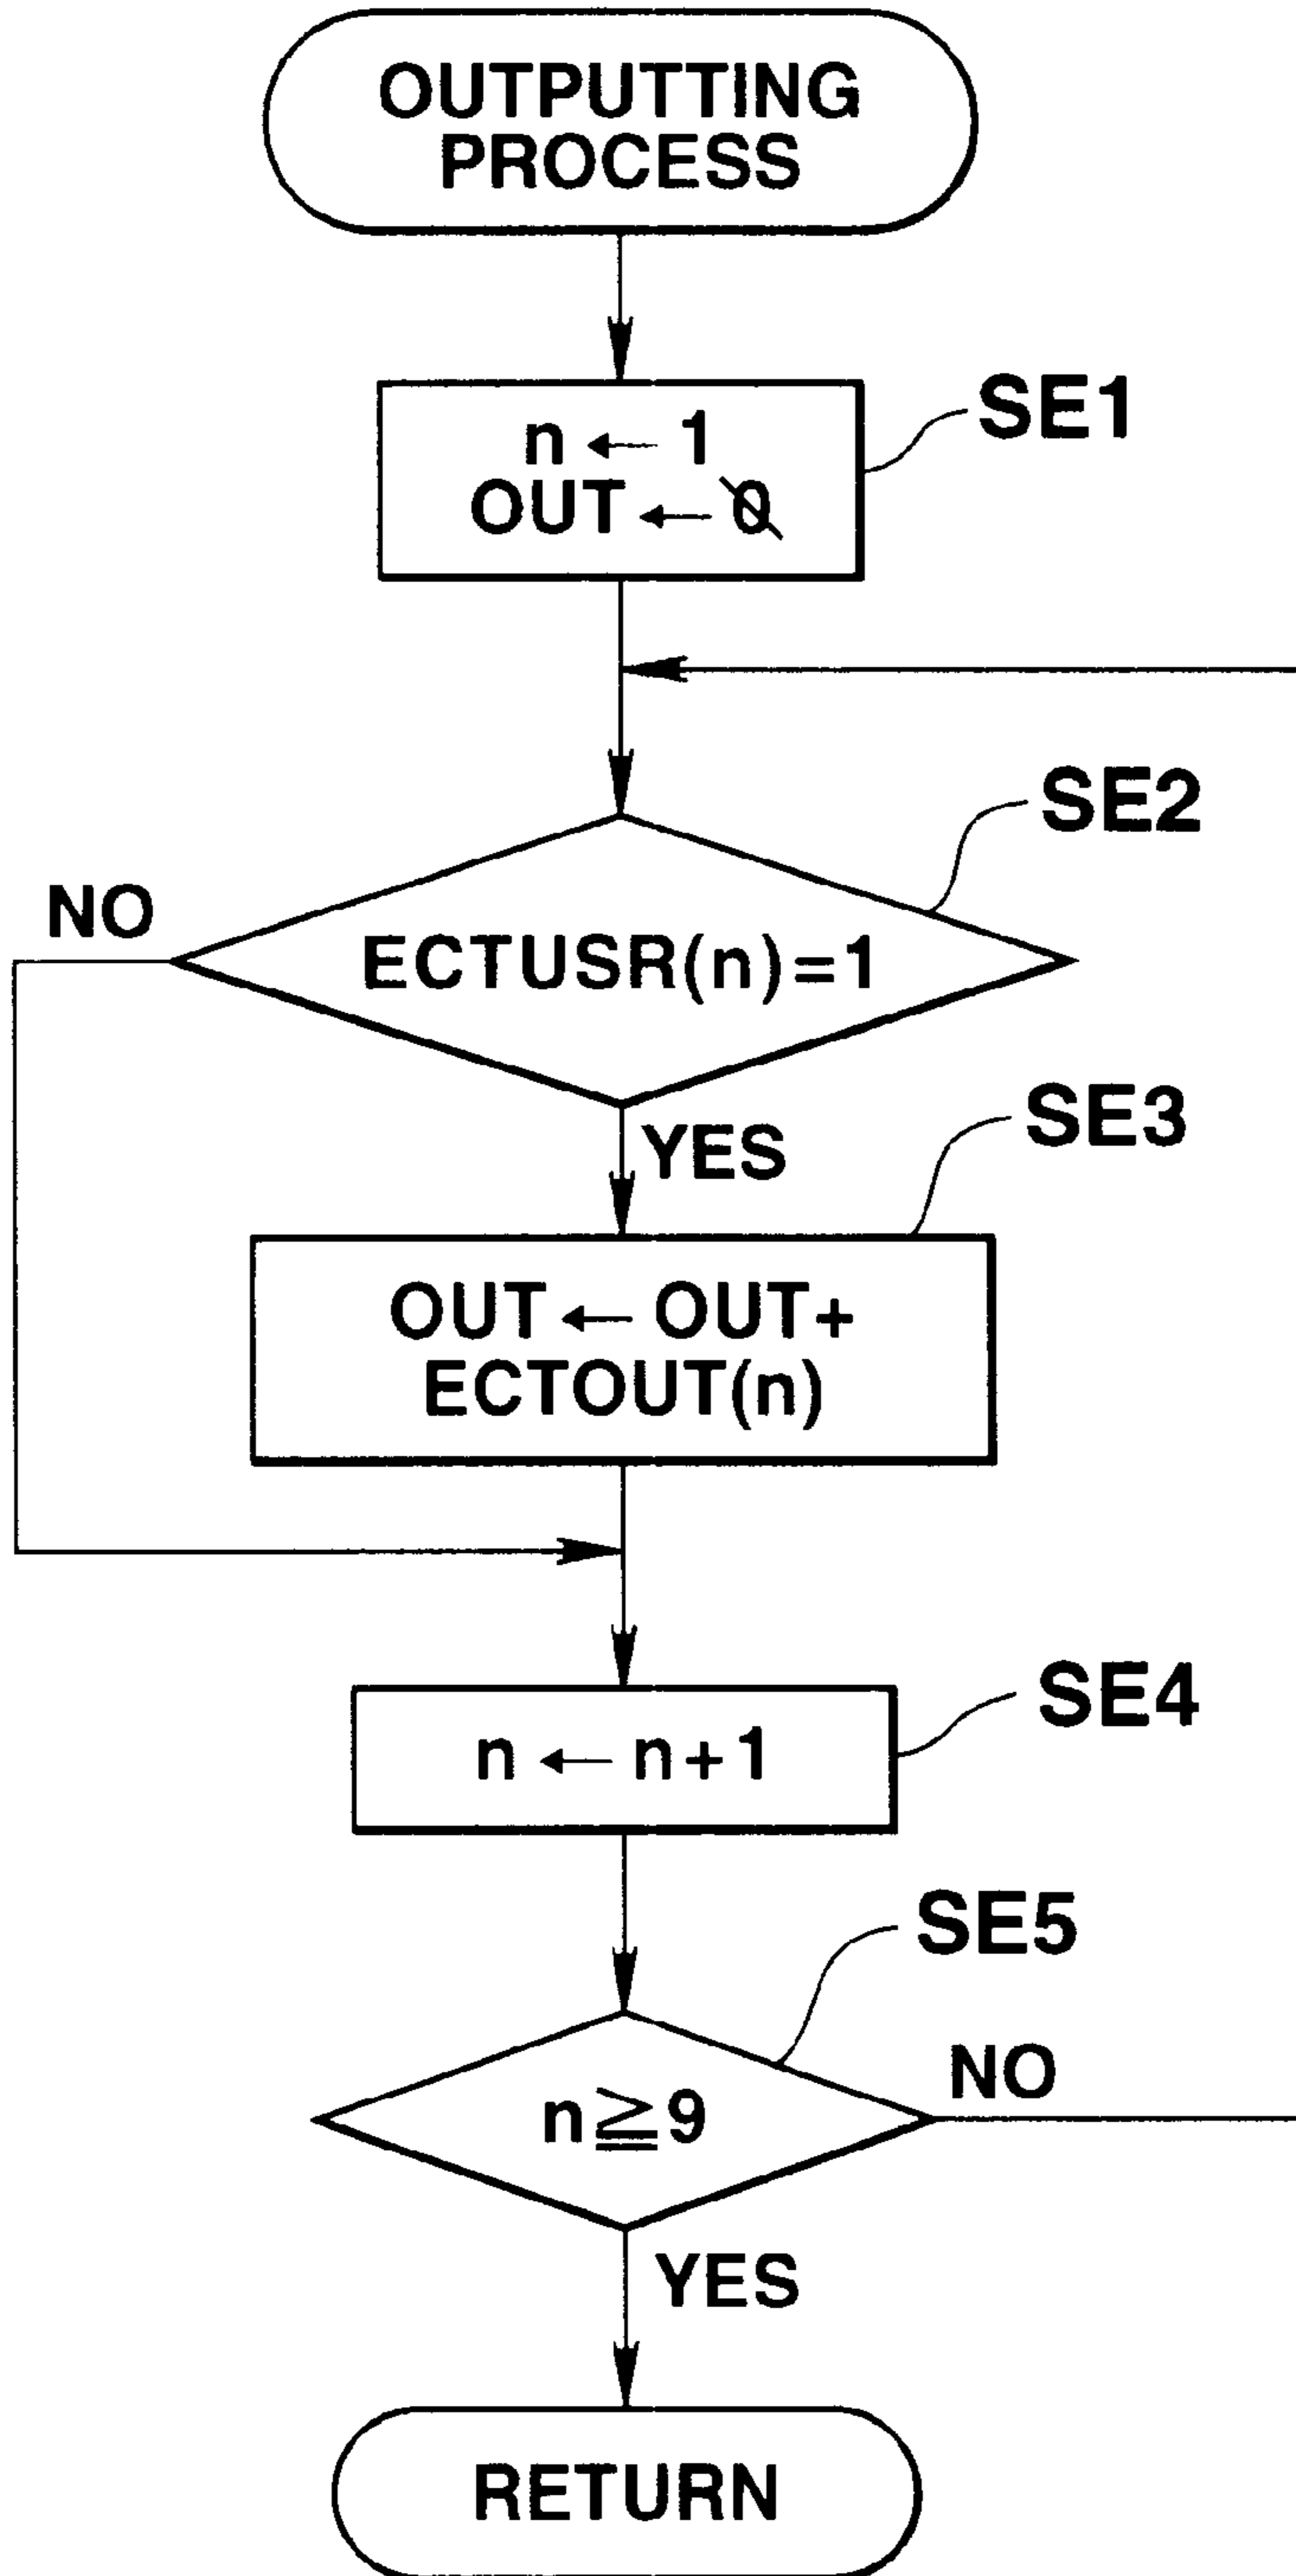 OUTPUTTING
PROCESS
n ← 1
OUT ← 0
SE1
SE2
NO
ECTUSR(n)=1
YES
SE3
OUT ← OUT+
ECTOUT(n)
n ← n+1
SE4
SE5
n≧9
NO
YES
RETURN